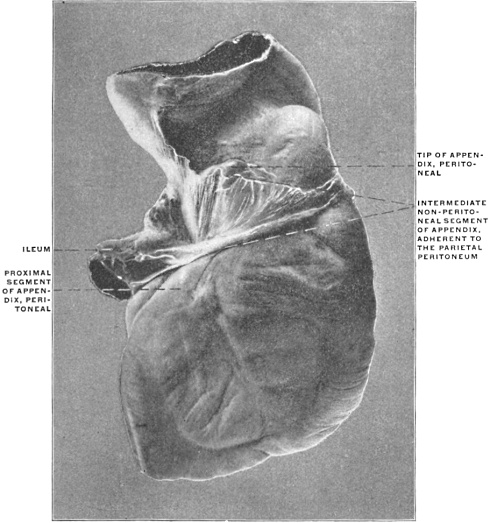 TIP OF APPEN-
DIX, PERITO-
NEAL
INTERMEDIATE
NON-PERITO-
NEAL SEGMENT
OF APPENDIX,
ADHERENT TO
THE PARIETAL
PERITONEUM
ILEUM
PROXIMAL
SEGMENT
OF APPEN-
DIX, PERI-
TONEAL